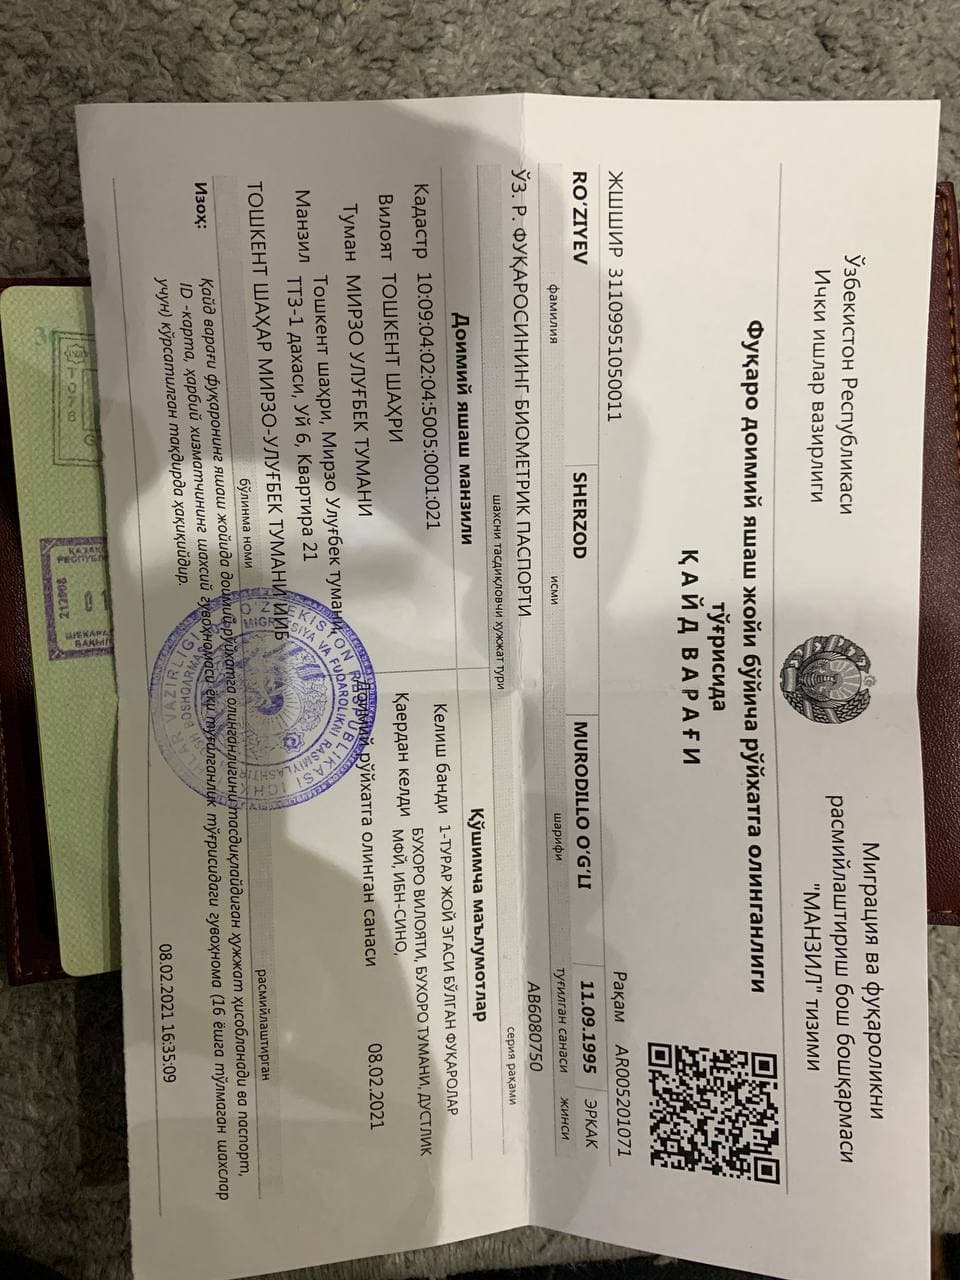 Ўзбекистон Республикаси
Ички ишлар вазирлиги
Миграция ва фуқароликни
расмийлаштириш бош бошқармаси
"МАНЗИЛ" тизими
Фуқаро доимий яшаш жойи бўйича рўйхатга олинганлиги
тўғрисида
ҚАЙД ВАРАҒИ
ЖШШИР 31109951050011
Рақам AR005201071
RO‘ZIYEV SHERZOD MURODILLO O‘G‘LI 11.09.1995 ЭРКАК
фамилия исми шарифи туғилган санаси жинси
ЎЗ. Р. ФУҚАРОСИНИНГ БИОМЕТРИК ПАСПОРТИ AB6080750
шахсни тасдиқловчи хужжат тури серия рақами
Доимий яшаш манзили
Кадастр 10:09:04:02:04:5005:0001:021
Вилоят ТОШКЕНТ ШАҲРИ
Туман МИРЗО УЛУҒБЕК ТУМАНИ
Манзил Тошкент шаҳри, Мирзо Улуғбек тумани,
ТТЗ-1 даҳаси, Уй 6, Квартира 21
Қўшимча маълумотлар
Келиш банди 1-ТУРАР ЖОЙ ЭГАСИ БЎЛГАН ФУҚАРОЛАР
Қаердан келди БУХОРО ВИЛОЯТИ, БУХОРО ТУМАНИ, ДУСТЛИК
МФЙ, ИБН-СИНО,
Доимий рўйхатга олинган санаси 08.02.2021
ТОШКЕНТ ШАҲАР МИРЗО-УЛУҒБЕК ТУМАНИ ИИБ
бўлинма номи расмийлаштирган
Изоҳ: Қайд варағи фуқаронинг яшаш жойида доимий рўйхатга олинганлигини тасдиқлайдиган ҳужжат ҳисобланади ва паспорт,
ID -карта, ҳарбий хизматчининг шахсий гувоҳномаси ёки туғилганлик тўғрисидаги гувоҳнома (16 ёшга тўлмаган шахслар
учун) кўрсатилган тақдирда ҳақиқийдир.
08.02.2021 16:35:09
O‘ZBEKISTON RESPUBLIKASI ICHKI ISHLAR VAZIRLIGI
MIGRATSIYA VA FUQAROLIKNI RASMIYLASHTIRISH BOSH BOSHQARMASI